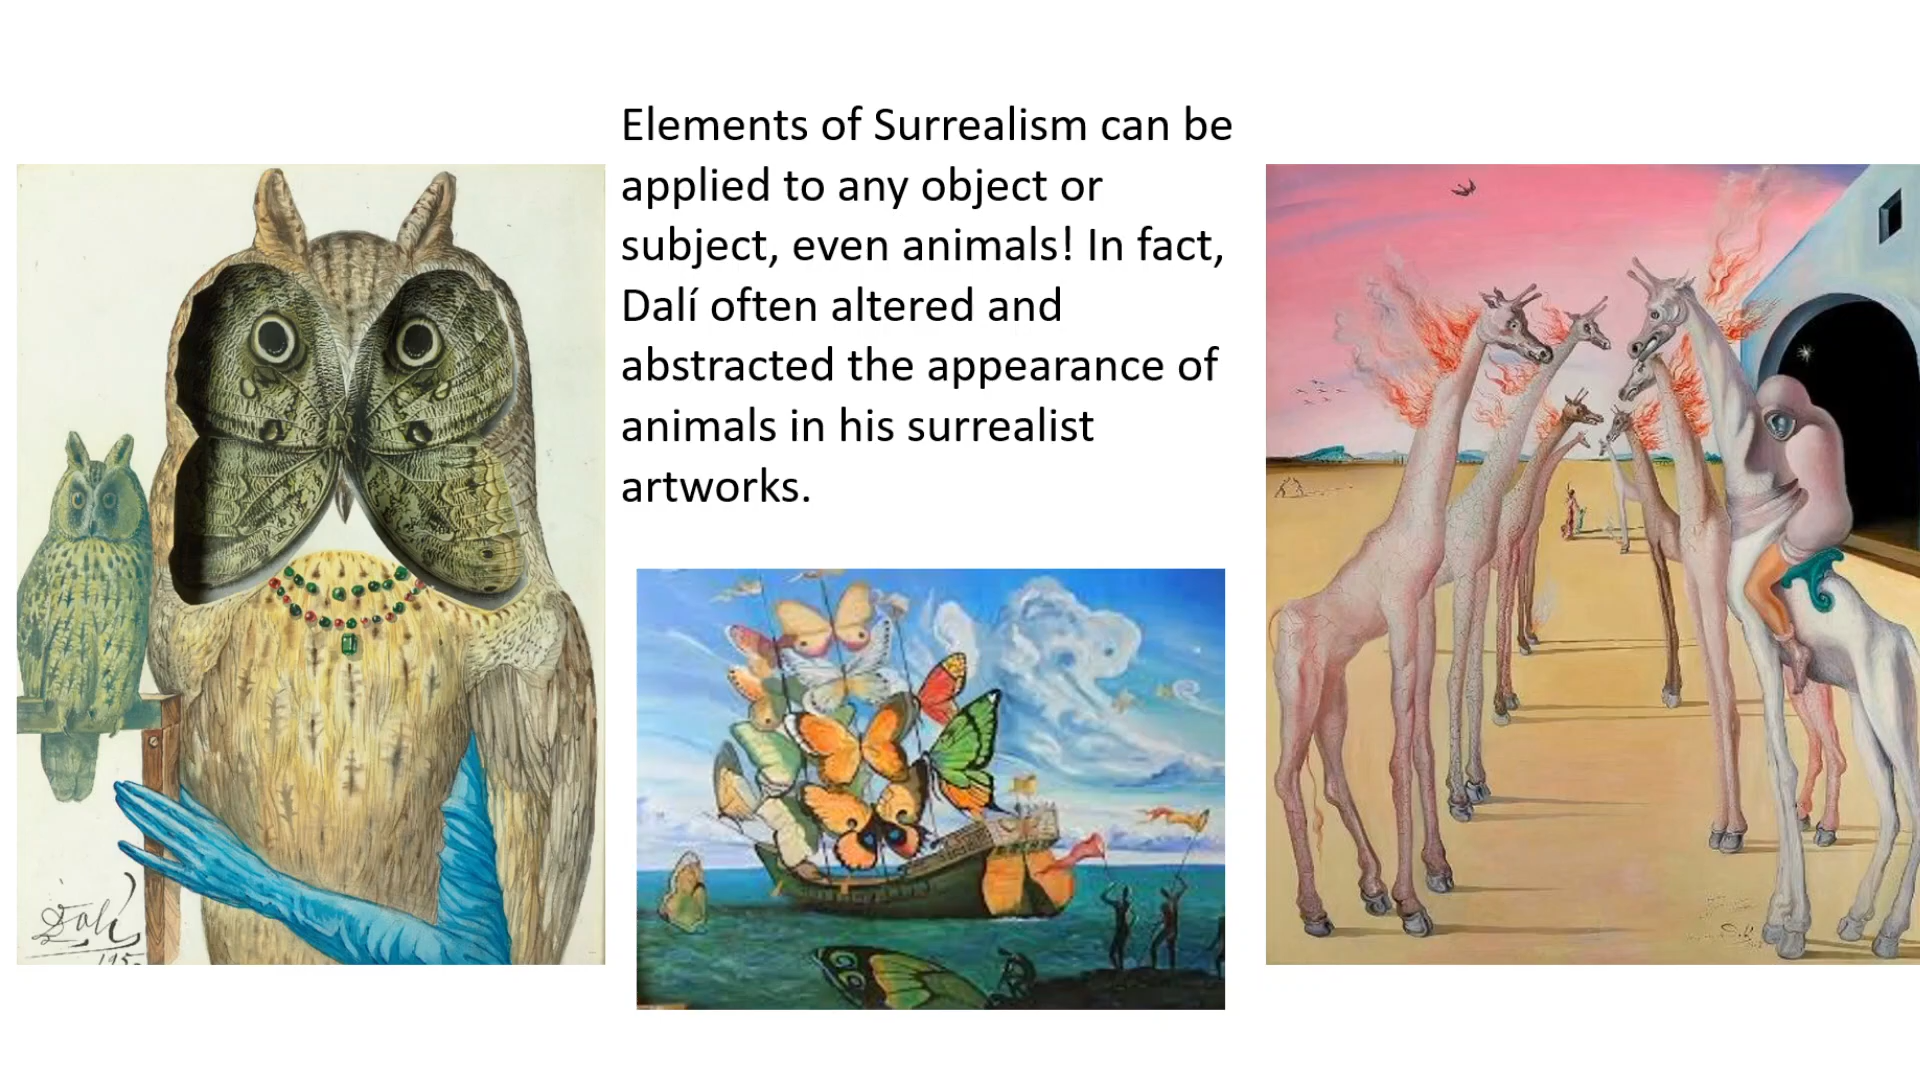 Elements of Surrealism can be
applied to any object or
subject, even animals! In fact,
Dalí often altered and
abstracted the appearance of
animals in his surrealist
artworks.
Dalí